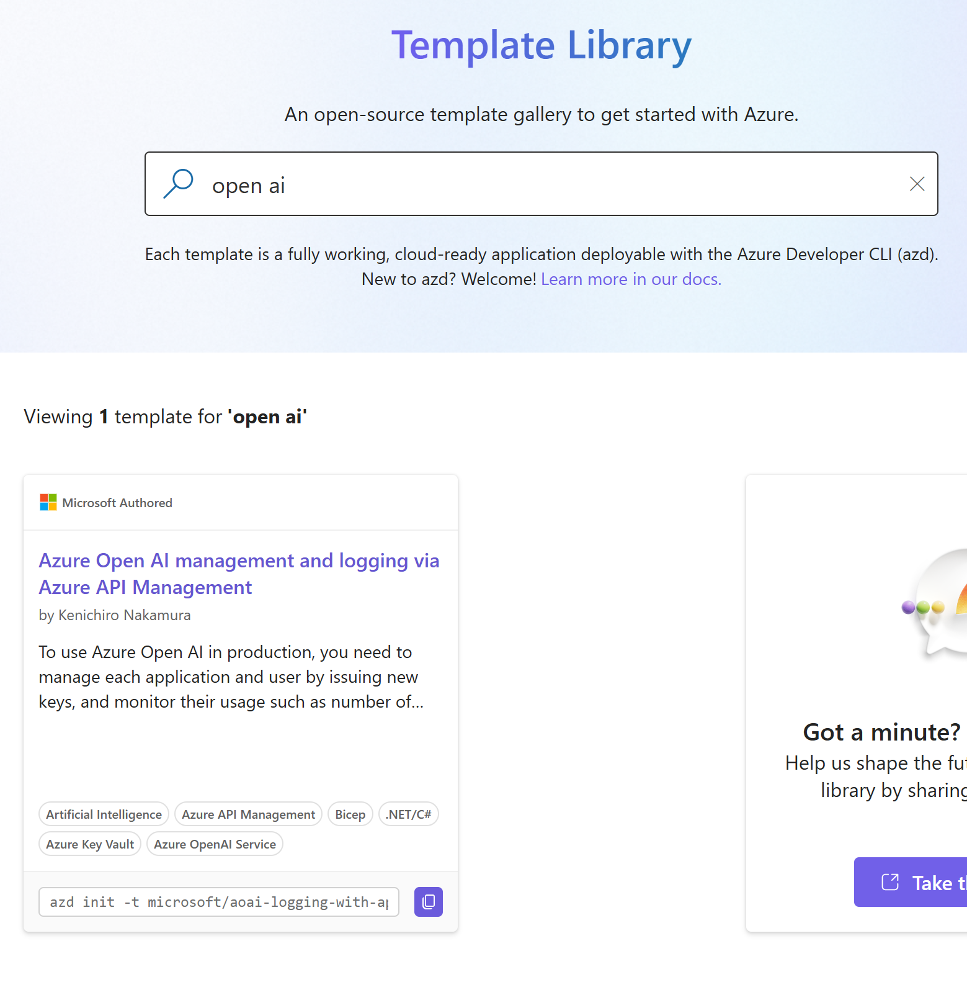 Template Library
An open-source template gallery to get started with Azure.
open ai
Each template is a fully working, cloud-ready application deployable with the Azure Developer CLI (azd).
New to azd? Welcome! Learn more in our docs.
Viewing 1 template for 'open ai'
Microsoft Authored
Azure Open AI management and logging via
Azure API Management
by Kenichiro Nakamura
To use Azure Open AI in production, you need to
manage each application and user by issuing new
keys, and monitor their usage such as number of...
Artificial Intelligence
Azure API Management
Bicep
.NET/C#
Azure Key Vault
Azure OpenAI Service
azd init -t microsoft/aoai-logging-with-ap
Got a minute?
Help us shape the
library by sharing
Take